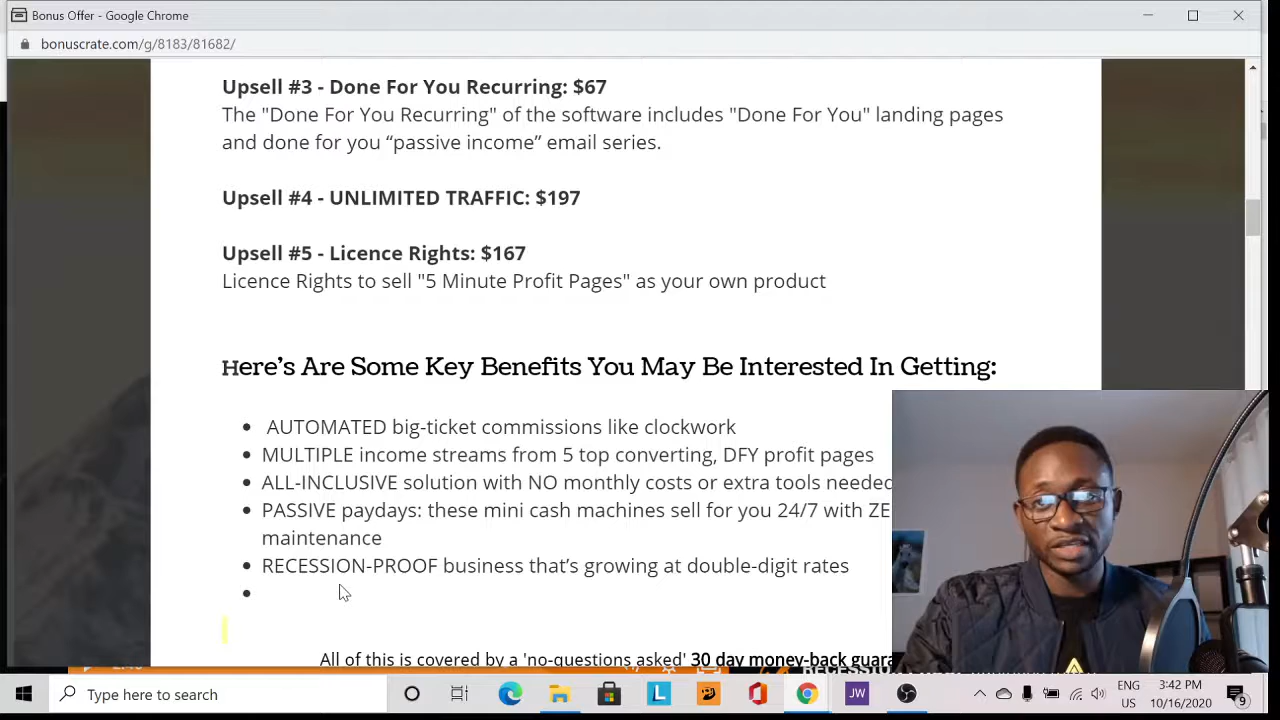 Bonus Offer - Google Chrome
bonuscrate.com/g/8183/81682/
Upsell #3 - Done For You Recurring: $67
The "Done For You Recurring" of the software includes "Done For You" landing pages
and done for you “passive income” email series.
Upsell #4 - UNLIMITED TRAFFIC: $197
Upsell #5 - Licence Rights: $167
Licence Rights to sell "5 Minute Profit Pages" as your own product
Here’s Are Some Key Benefits You May Be Interested In Getting:
AUTOMATED big-ticket commissions like clockwork
MULTIPLE income streams from 5 top converting, DFY profit pages
ALL-INCLUSIVE solution with NO monthly costs or extra tools needed
PASSIVE paydays: these mini cash machines sell for you 24/7 with ZE
maintenance
RECESSION-PROOF business that’s growing at double-digit rates
All of this is covered by a 'no-questions asked' 30 day money-back guara
Type here to search
L
JW
ENG
US
3:42 PM
10/16/2020
9